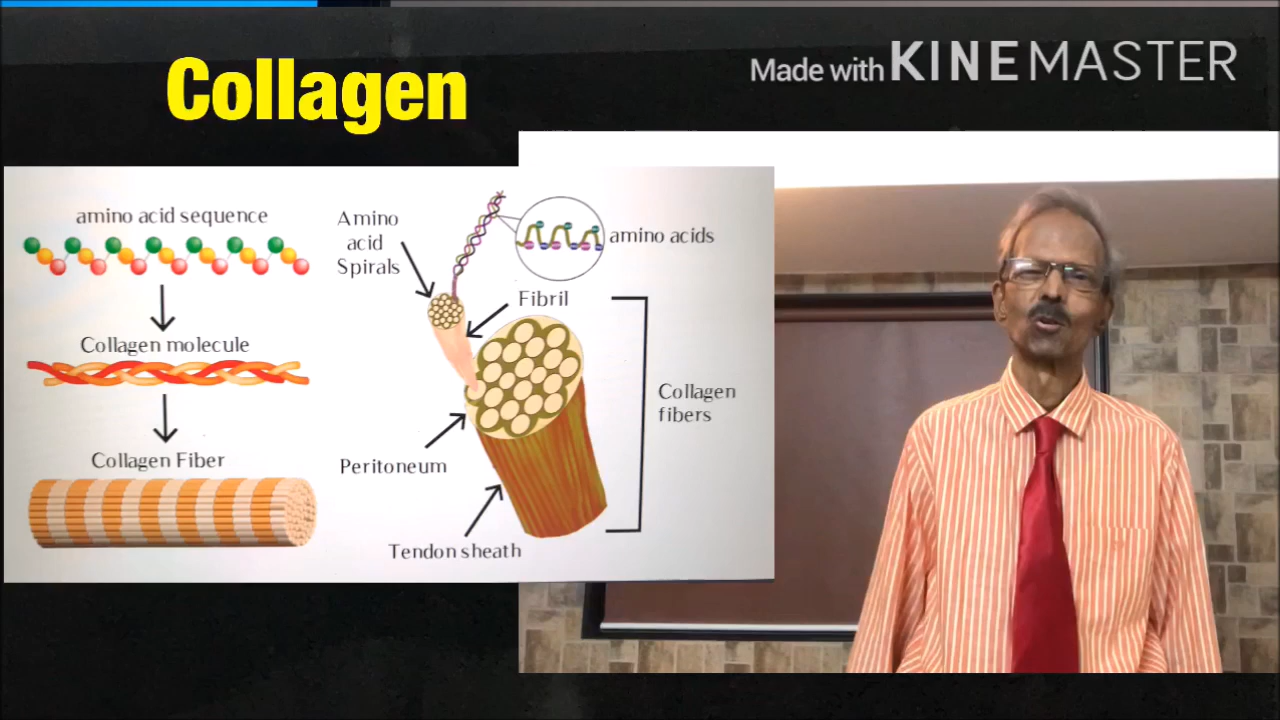 Collagen
Made with KINEMASTER
amino acid sequence
Collagen molecule
Collagen Fiber
Amino
acid
Spirals
amino acids
Fibril
Collagen
fibers
Peritoneum
Tendon sheath